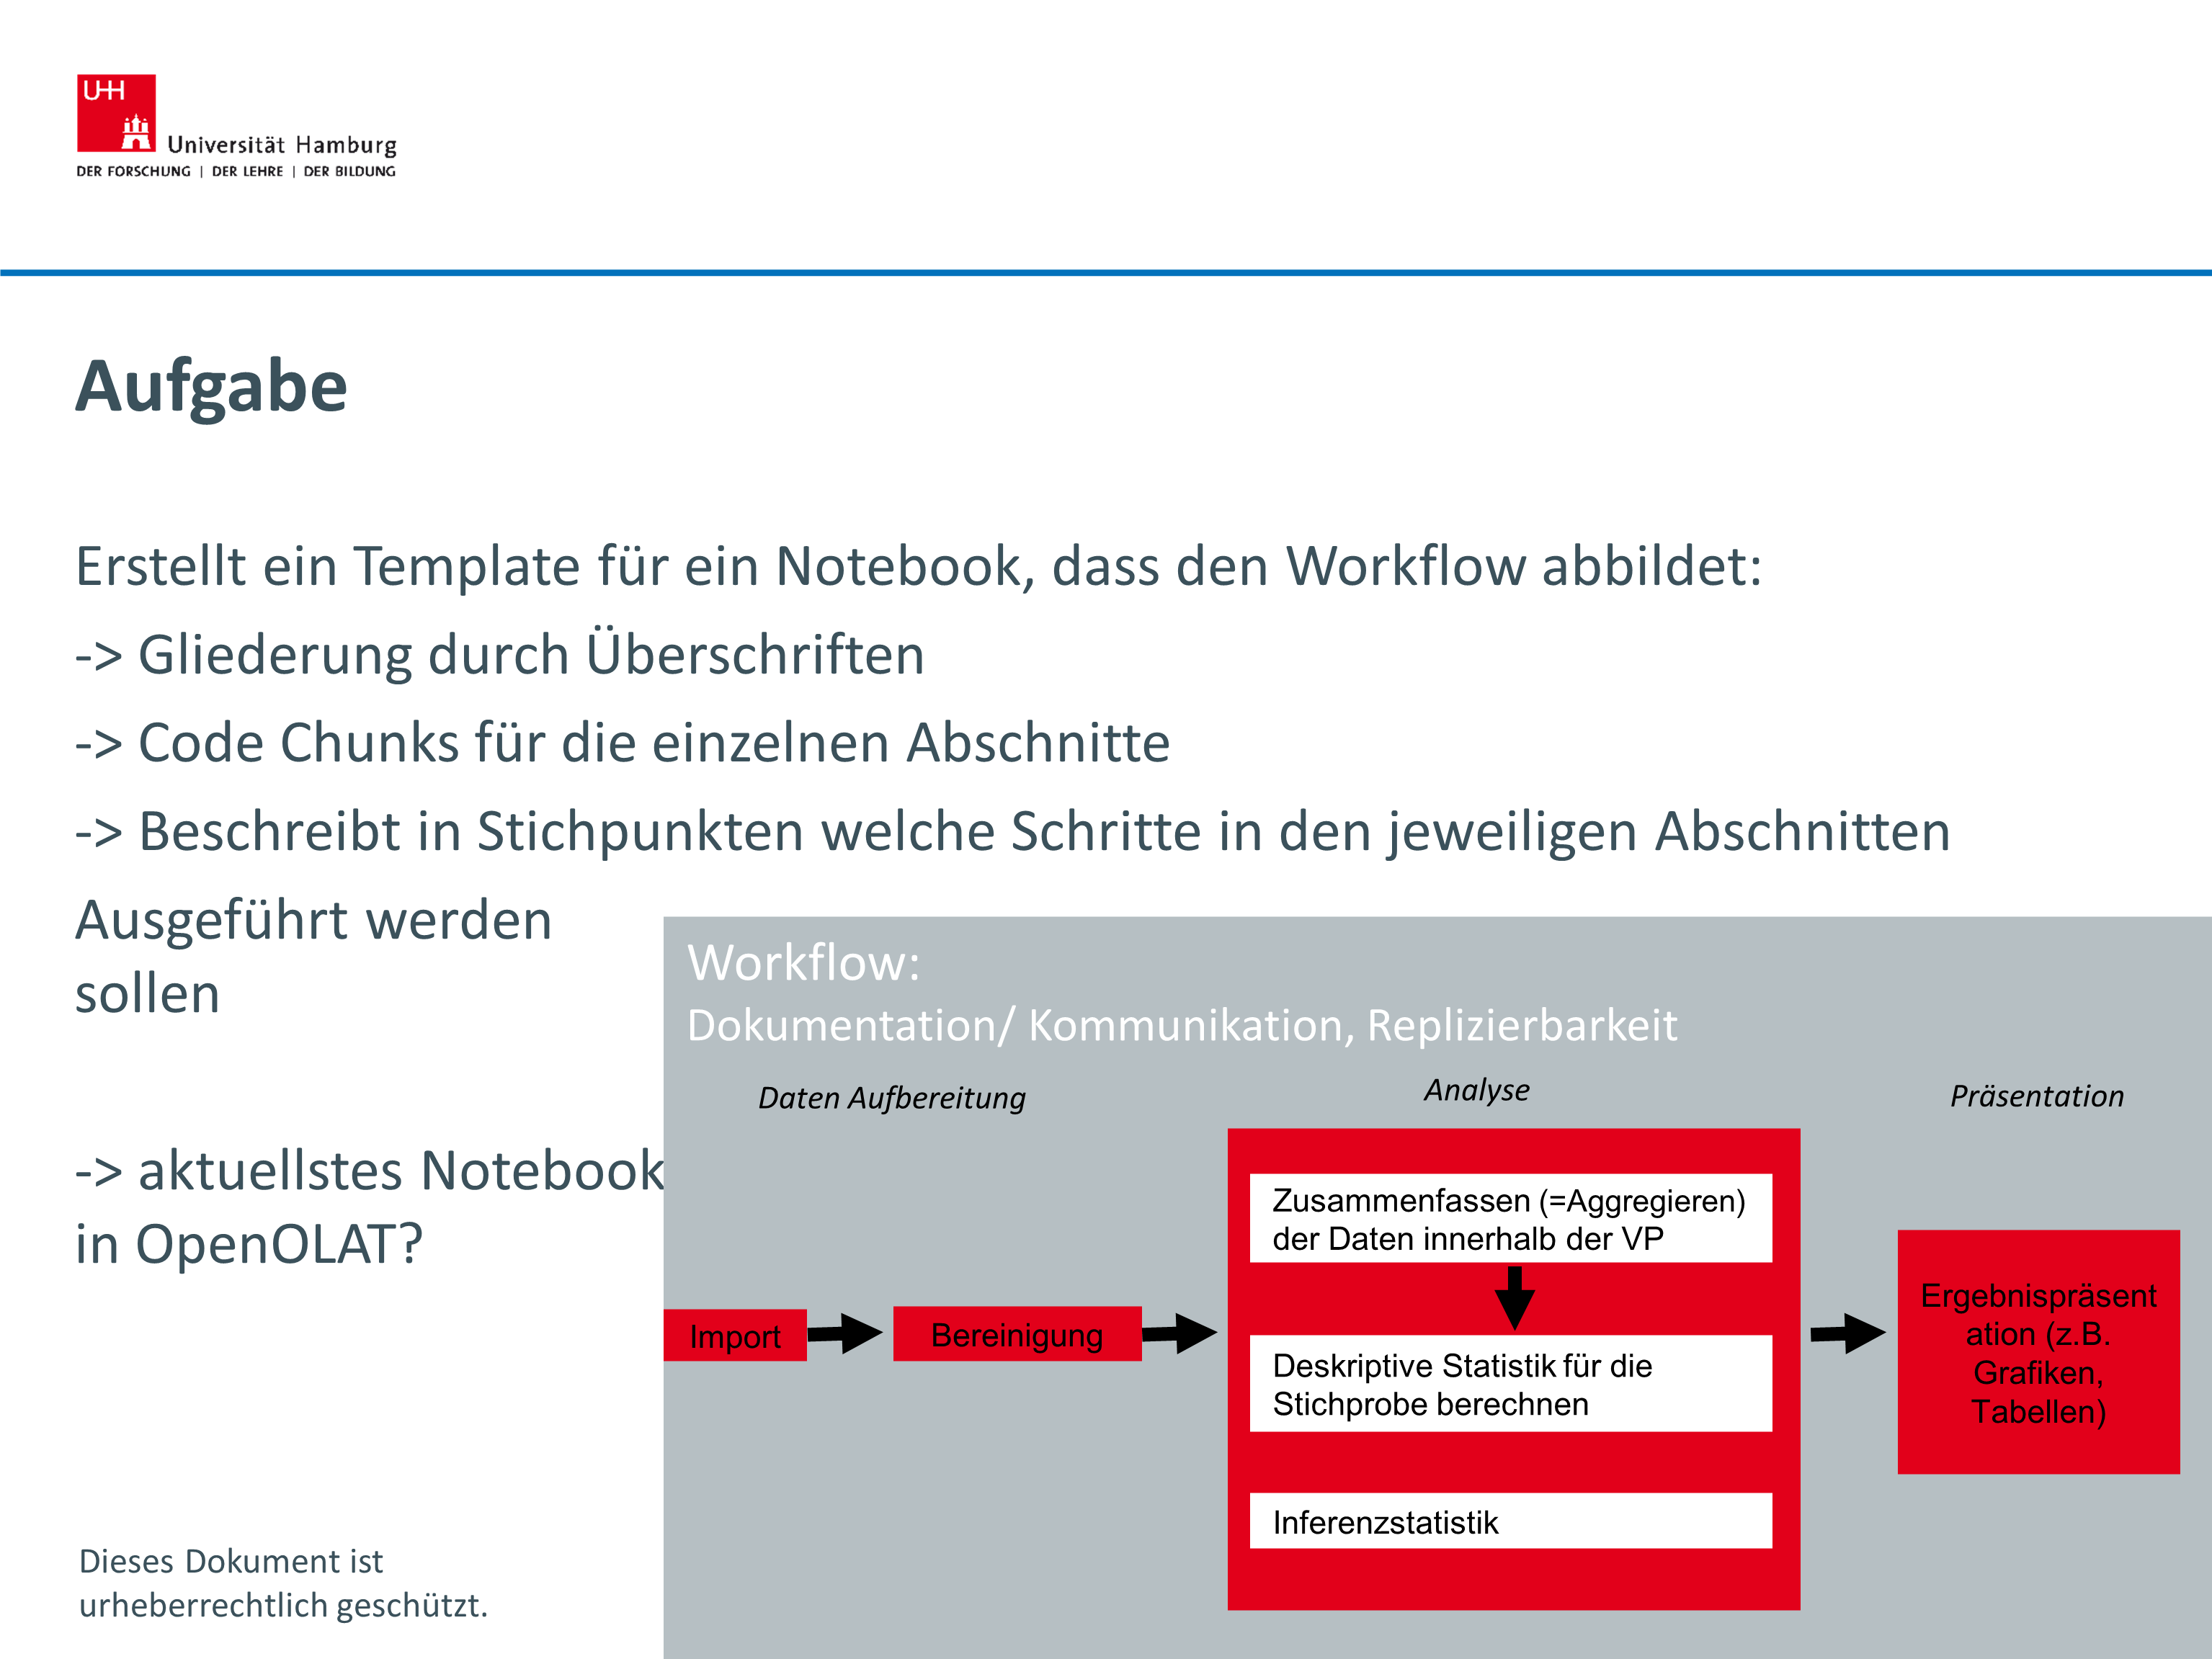 UHH
Universität Hamburg
DER FORSCHUNG | DER LEHRE | DER BILDUNG
Aufgabe
Erstellt ein Template für ein Notebook, dass den Workflow abbildet:
-> Gliederung durch Überschriften
-> Code Chunks für die einzelnen Abschnitte
-> Beschreibt in Stichpunkten welche Schritte in den jeweiligen Abschnitten
Ausgeführt werden
sollen
-> aktuellstes Notebook
in OpenOLAT?
Workflow:
Dokumentation/ Kommunikation, Replizierbarkeit
Daten Aufbereitung
Analyse
Präsentation
Import
Bereinigung
Zusammenfassen (=Aggregieren)
der Daten innerhalb der VP
Deskriptive Statistik für die
Stichprobe berechnen
Inferenzstatistik
Ergebnispräsent
ation (z.B.
Grafiken,
Tabellen)
Dieses Dokument ist
urheberrechtlich geschützt.